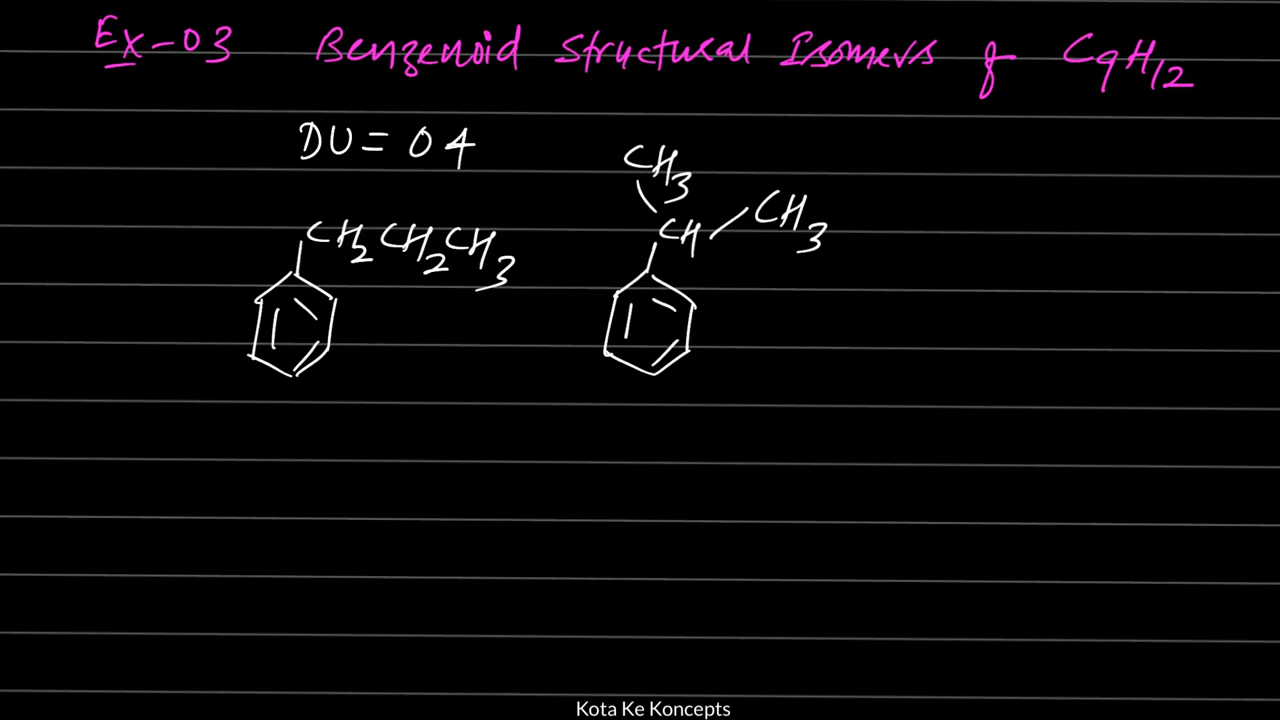 Ex-03 Benzenoid Structural Isomers of C9H12
DU = 04
CH3
CH2CH2CH3 CH CH3
Kota Ke Koncepts